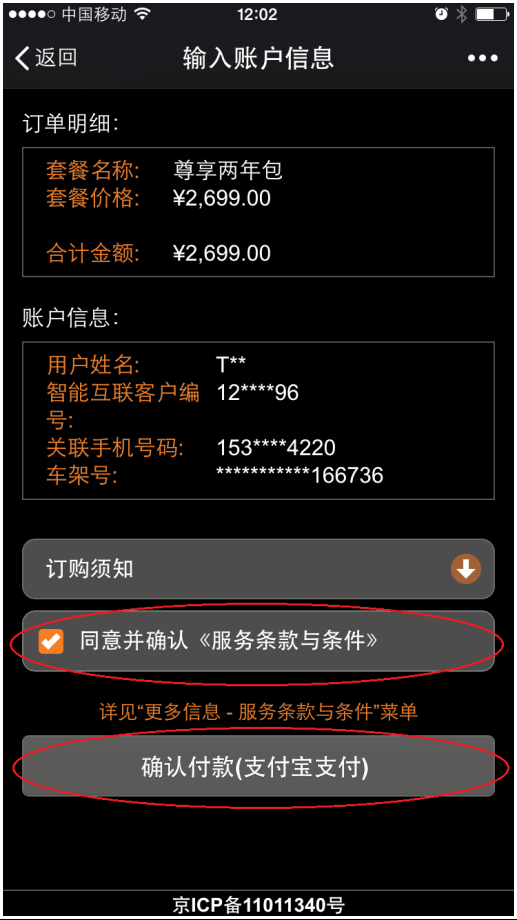 中国移动 12:02
返回 输入账户信息
订单明细:
套餐名称: 尊享两年包
套餐价格: ¥2,699.00
合计金额: ¥2,699.00
账户信息:
用户姓名: T**
智能互联客户编 12****96
号:
关联手机号码: 153****4220
车架号: ***********166736
订购须知
同意并确认《服务条款与条件》
详见“更多信息 - 服务条款与条件”菜单
确认付款(支付宝支付)
京ICP备11011340号